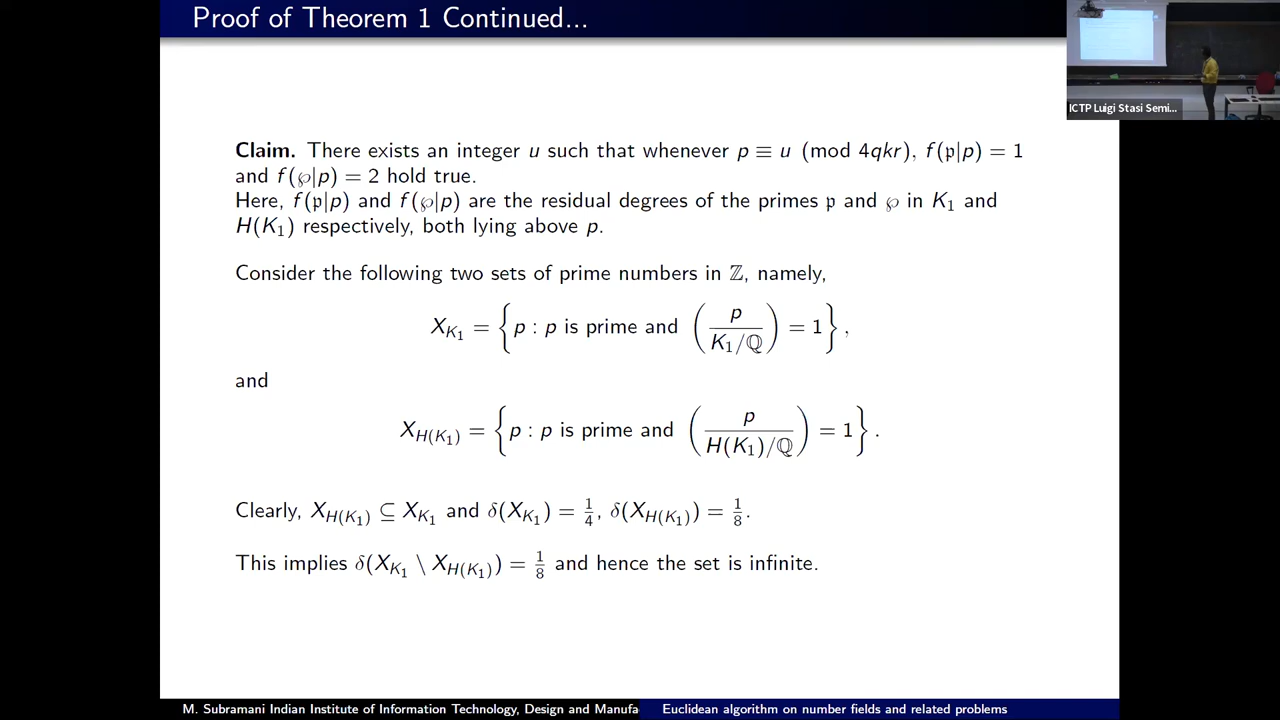 Proof of Theorem 1 Continued...
ICTP Luigi Stasi Semi...
Claim. There exists an integer u such that whenever p ≡ u (mod 4qkr), f(𝔭|p) = 1
and f(℘|p) = 2 hold true.
Here, f(𝔭|p) and f(℘|p) are the residual degrees of the primes 𝔭 and ℘ in K₁ and
H(K₁) respectively, both lying above p.
Consider the following two sets of prime numbers in ℤ, namely,
X_{K₁} = { p : p is prime and (p / K₁/ℚ) = 1 } ,
and
X_{H(K₁)} = { p : p is prime and (p / H(K₁)/ℚ) = 1 } .
Clearly, X_{H(K₁)} ⊆ X_{K₁} and δ(X_{K₁}) = 1/4, δ(X_{H(K₁)}) = 1/8.
This implies δ(X_{K₁} \ X_{H(K₁)}) = 1/8 and hence the set is infinite.
M. Subramani Indian Institute of Information Technology, Design and Manufa
Euclidean algorithm on number fields and related problems